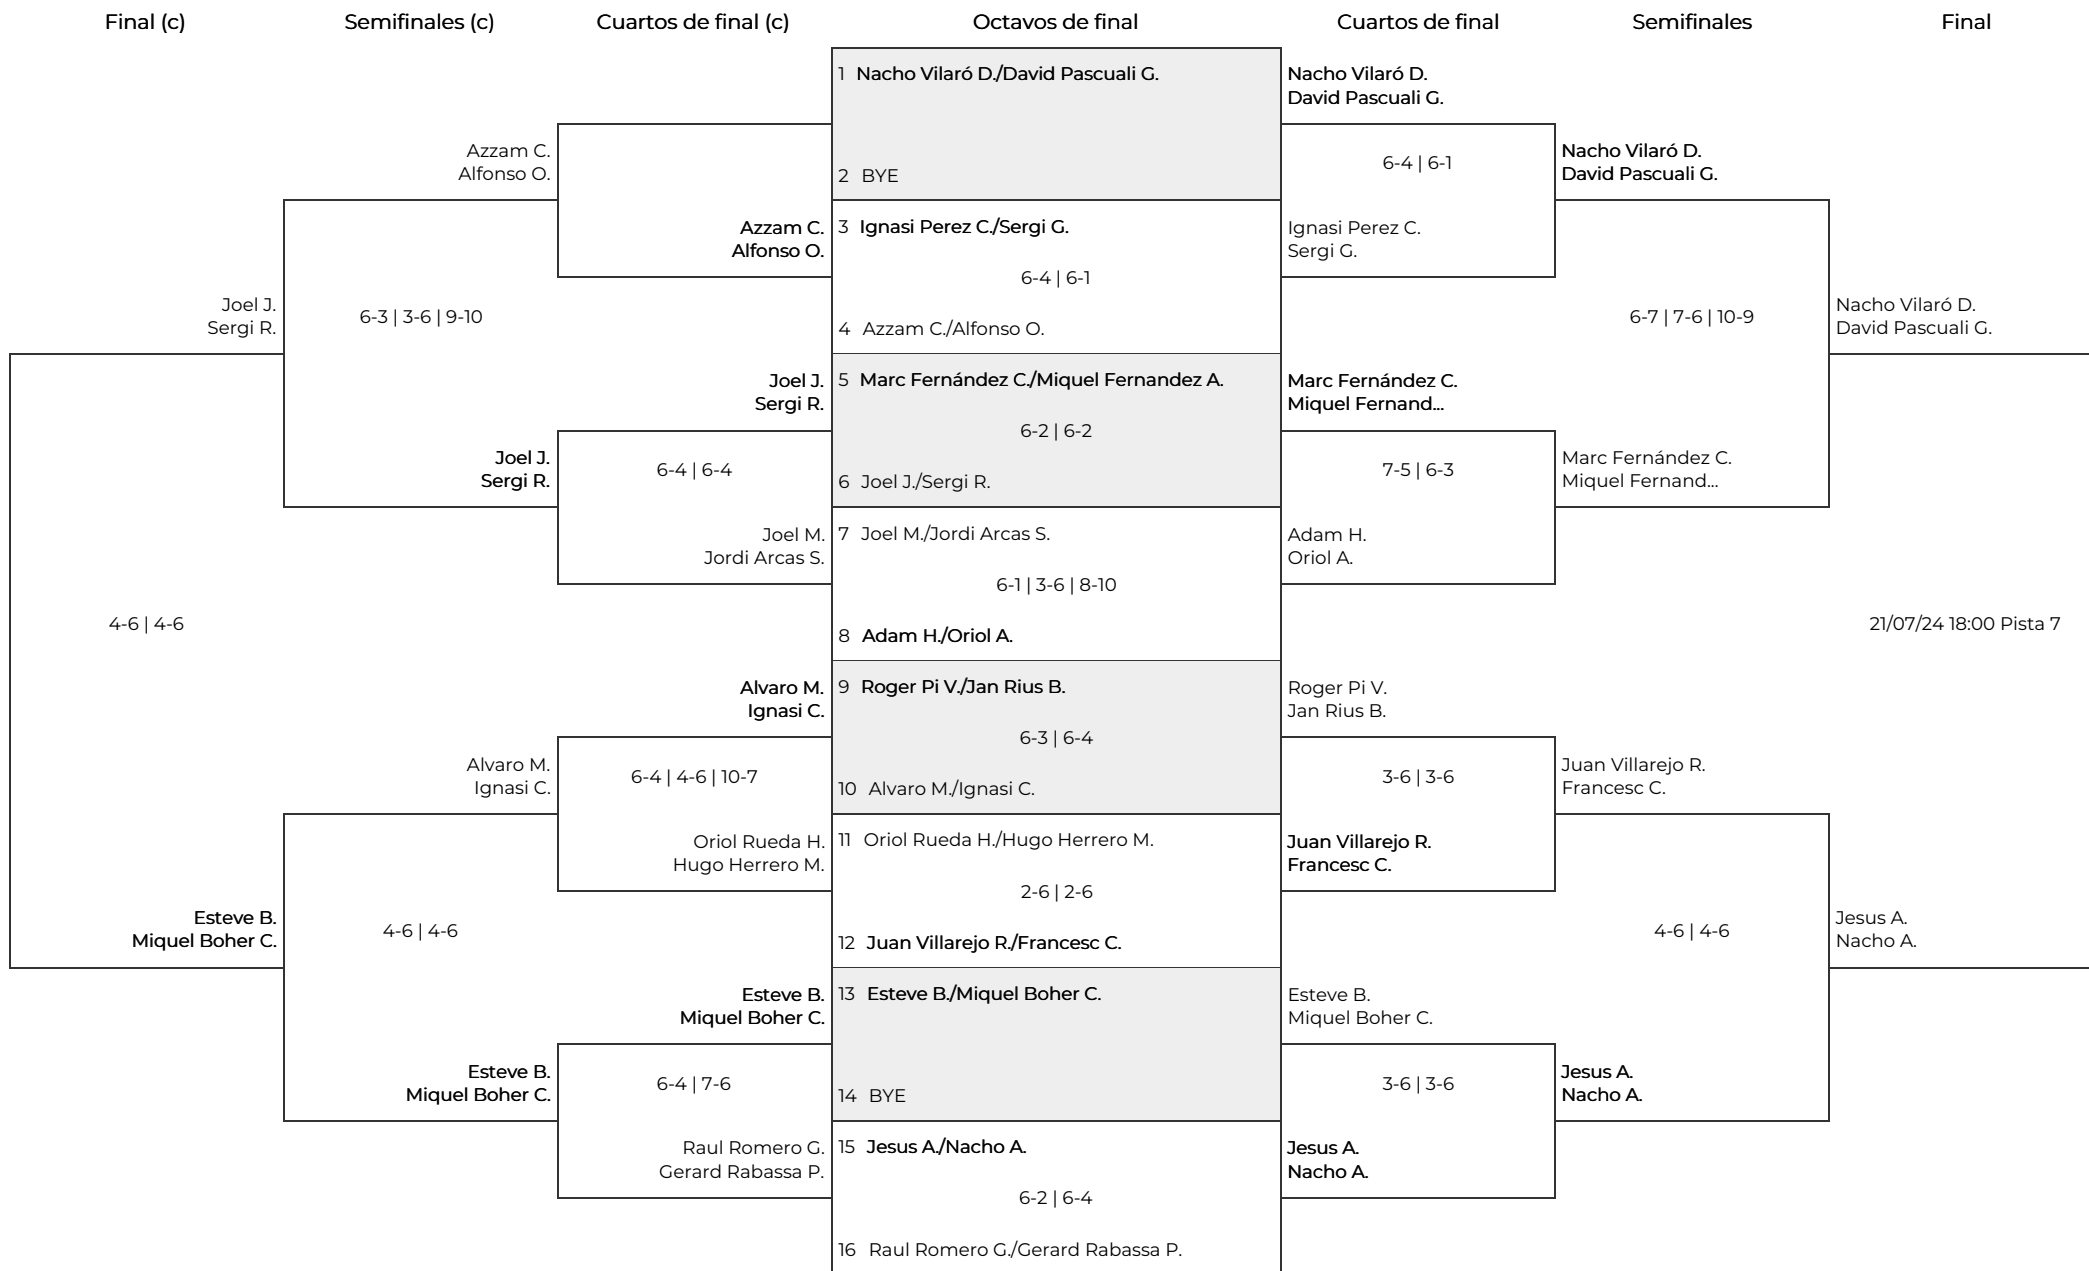 Final (c)
Semifinales (c)
Cuartos de final (c)
Octavos de final
Cuartos de final
Semifinales
Final
Joel J.
Sergi R.
4-6 | 4-6
Esteve B.
Miquel Boher C.
Azzam C.
Alfonso O.
6-3 | 3-6 | 9-10
Joel J.
Sergi R.
Alvaro M.
Ignasi C.
4-6 | 4-6
Esteve B.
Miquel Boher C.
Azzam C.
Alfonso O.
Joel J.
Sergi R.
6-4 | 6-4
Joel M.
Jordi Arcas S.
Alvaro M.
Ignasi C.
6-4 | 4-6 | 10-7
Oriol Rueda H.
Hugo Herrero M.
Esteve B.
Miquel Boher C.
6-4 | 7-6
Raul Romero G.
Gerard Rabassa P.
1 Nacho Vilaró D./David Pascuali G.
2 BYE
3 Ignasi Perez C./Sergi G.
6-4 | 6-1
4 Azzam C./Alfonso O.
5 Marc Fernández C./Miquel Fernandez A.
6-2 | 6-2
6 Joel J./Sergi R.
7 Joel M./Jordi Arcas S.
6-1 | 3-6 | 8-10
8 Adam H./Oriol A.
9 Roger Pi V./Jan Rius B.
6-3 | 6-4
10 Alvaro M./Ignasi C.
11 Oriol Rueda H./Hugo Herrero M.
2-6 | 2-6
12 Juan Villarejo R./Francesc C.
13 Esteve B./Miquel Boher C.
14 BYE
15 Jesus A./Nacho A.
6-2 | 6-4
16 Raul Romero G./Gerard Rabassa P.
Nacho Vilaró D.
David Pascuali G.
6-4 | 6-1
Ignasi Perez C.
Sergi G.
Marc Fernández C.
Miquel Fernand...
7-5 | 6-3
Adam H.
Oriol A.
Roger Pi V.
Jan Rius B.
3-6 | 3-6
Juan Villarejo R.
Francesc C.
Esteve B.
Miquel Boher C.
3-6 | 3-6
Jesus A.
Nacho A.
Nacho Vilaró D.
David Pascuali G.
6-7 | 7-6 | 10-9
Marc Fernández C.
Miquel Fernand...
Juan Villarejo R.
Francesc C.
4-6 | 4-6
Jesus A.
Nacho A.
Nacho Vilaró D.
David Pascuali G.
21/07/24 18:00 Pista 7
Jesus A.
Nacho A.